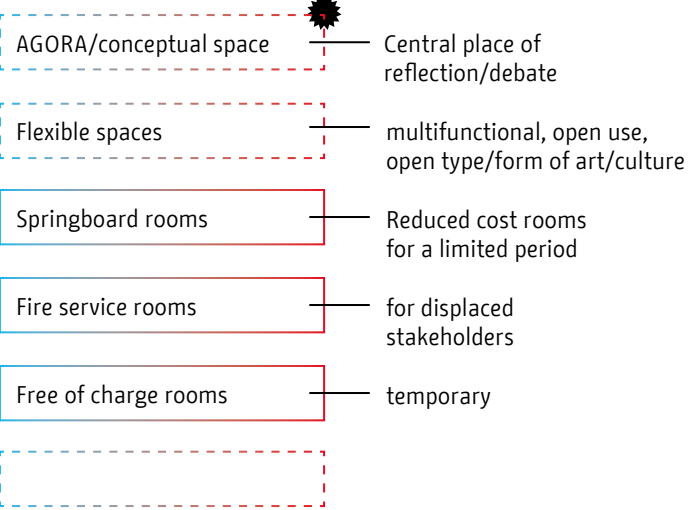 AGORA/conceptual space
Central place of
reflection/debate
Flexible spaces
multifunctional, open use,
open type/form of art/culture
Springboard rooms
Reduced cost rooms
for a limited period
Fire service rooms
for displaced
stakeholders
Free of charge rooms
temporary